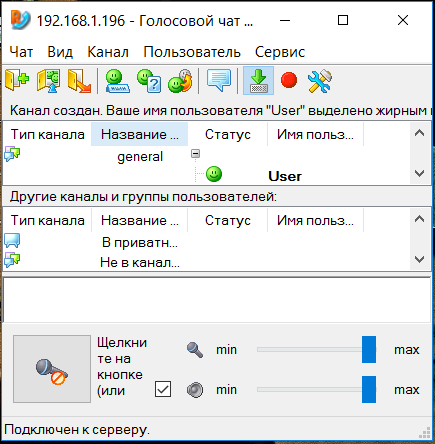 192.168.1.196 - Голосовой чат ...
Чат Вид Канал Пользователь Сервис
Канал создан. Ваше имя пользователя "User" выделено жирным
Тип канала Название ... Статус Имя польз...
general
User
Другие каналы и группы пользователей:
Тип канала Название ... Статус Имя польз...
В приватн...
Не в канал...
Щелкни
те на
кнопке
(или
min max
min max
Подключен к серверу.